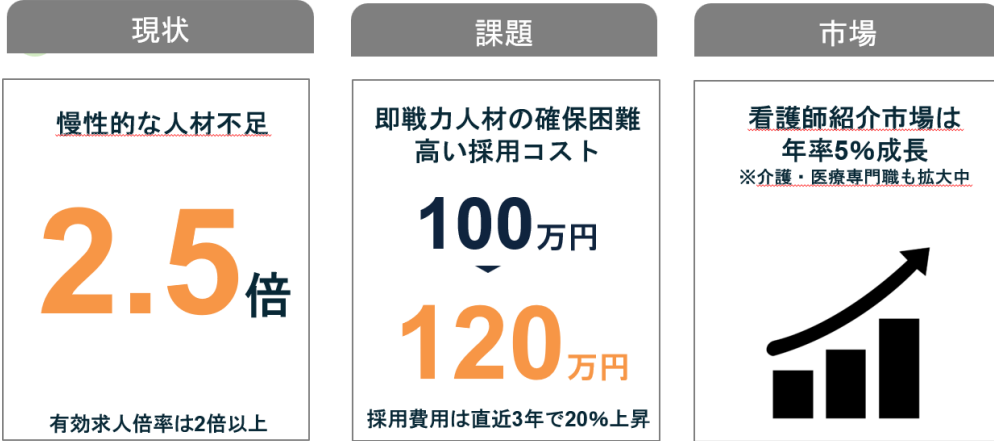 現状
慢性的な人材不足
2.5倍
有効求人倍率は2倍以上
課題
即戦力人材の確保困難
高い採用コスト
100万円
120万円
採用費用は直近3年で20%上昇
市場
看護師紹介市場は
年率5%成長
※介護・医療専門職も拡大中